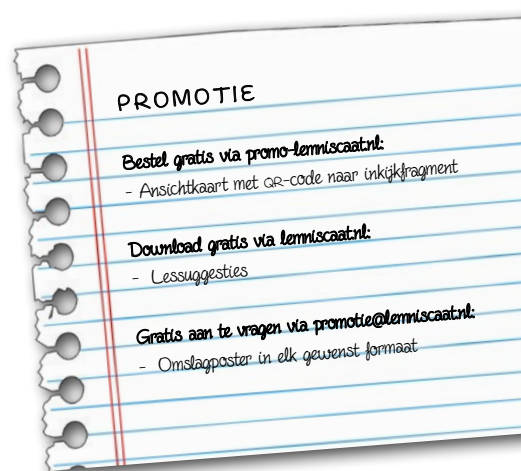 PROMOTIE
Bestel gratis via promo-lemniscaat.nl:
- Ansichtkaart met QR-code naar inkijkfragment
Download gratis via lemniscaat.nl:
- Lessuggesties
Gratis aan te vragen via promotie@lemniscaat.nl:
- Omslagposter in elk gewenst formaat